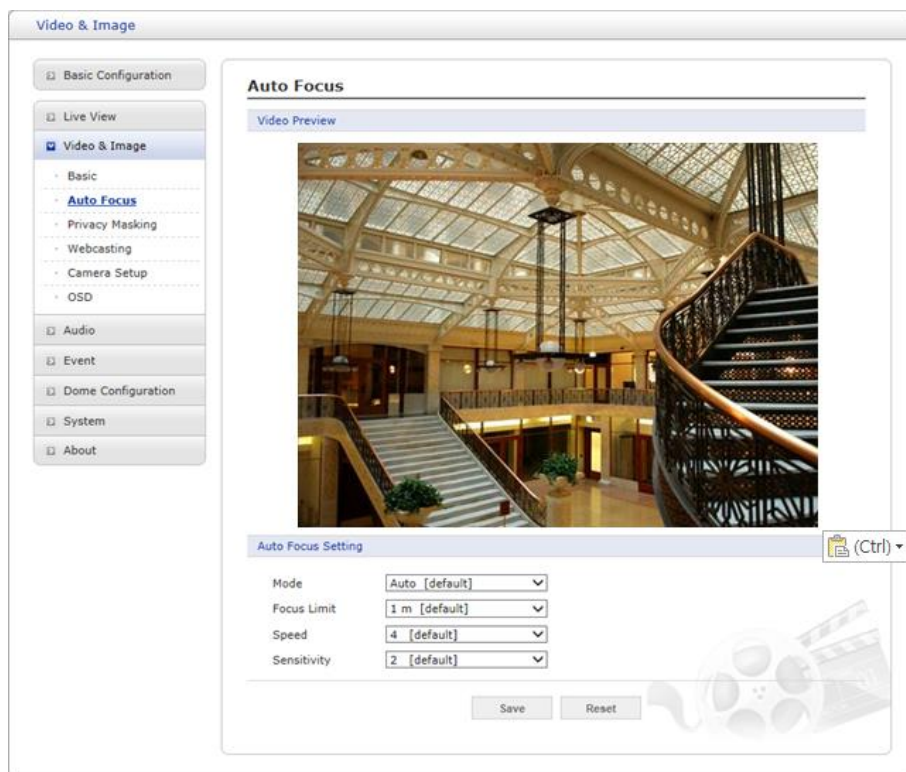 Video & Image
Basic Configuration
Live View
Video & Image
Basic
Auto Focus
Privacy Masking
Webcasting
Camera Setup
OSD
Audio
Event
Dome Configuration
System
About
Auto Focus
Video Preview
Auto Focus Setting
(Ctrl)
Mode Auto [default]
Focus Limit 1 m [default]
Speed 4 [default]
Sensitivity 2 [default]
Save Reset